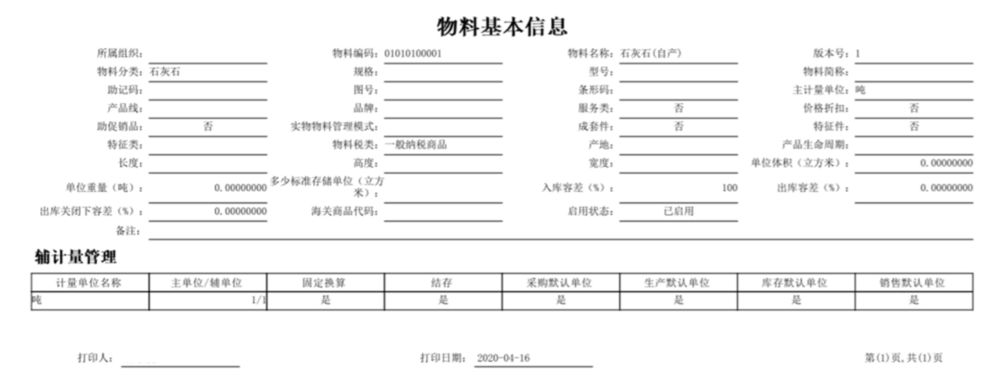 物料基本信息
所属组织: 物料编码: 01010100001 物料名称: 石灰石(自产) 版本号: 1
物料分类: 石灰石 规格: 型号: 物料简称:
助记码: 图号: 条形码: 主计量单位: 吨
产品线: 品牌: 服务类: 否 价格折扣: 否
助促销品: 否 实物物料管理模式: 成套件: 否 特征件: 否
特征类: 物料税类: 一般纳税商品 产地: 产品生命周期:
长度: 高度: 宽度: 单位体积（立方米）: 0.00000000
单位重量（吨）: 0.00000000 多少标准存储单位（立方米）: 入库容差（%）: 100 出库容差（%）: 0.00000000
出库关闭下容差（%）: 0.00000000 海关商品代码: 启用状态: 已启用
备注:
辅计量管理
计量单位名称 主单位/辅单位 固定换算 结存 采购默认单位 生产默认单位 库存默认单位 销售默认单位
吨 1/1 是 是 是 是 是 是
打印人: 打印日期: 2020-04-16 第(1)页,共(1)页